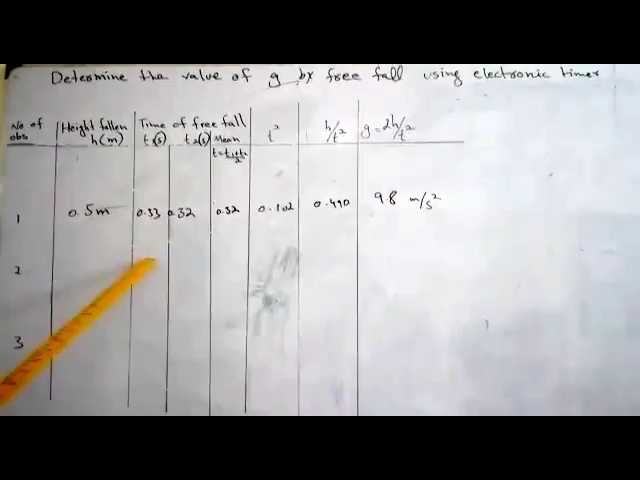 Determine the value of g by free fall using electronic timer
No of obs
Height fallen h(m)
Time of free fall
t₁(s) t₂(s) Mean t = t₁+t₂/2
t²
h/t²
g = 2h/t²
1 0.5m 0.33 0.32 0.32 0.102 0.490 9.8 m/s²
2
3